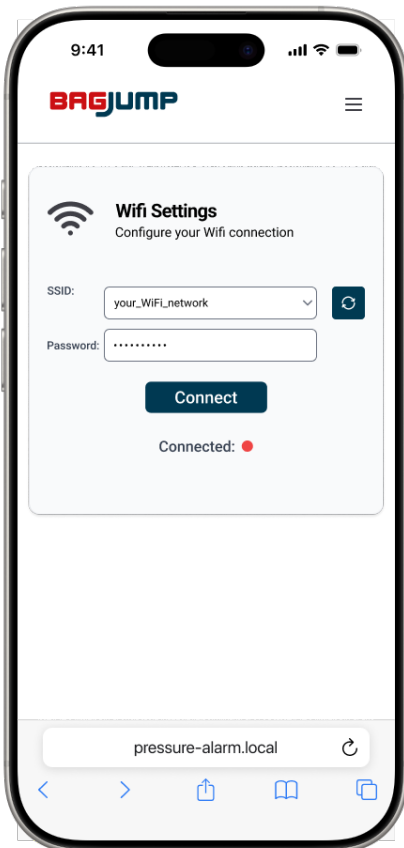 9:41
BAGJUMP
Wifi Settings
Configure your Wifi connection
SSID:
your_WiFi_network
Password:
••••••••••
Connect
Connected:
pressure-alarm.local